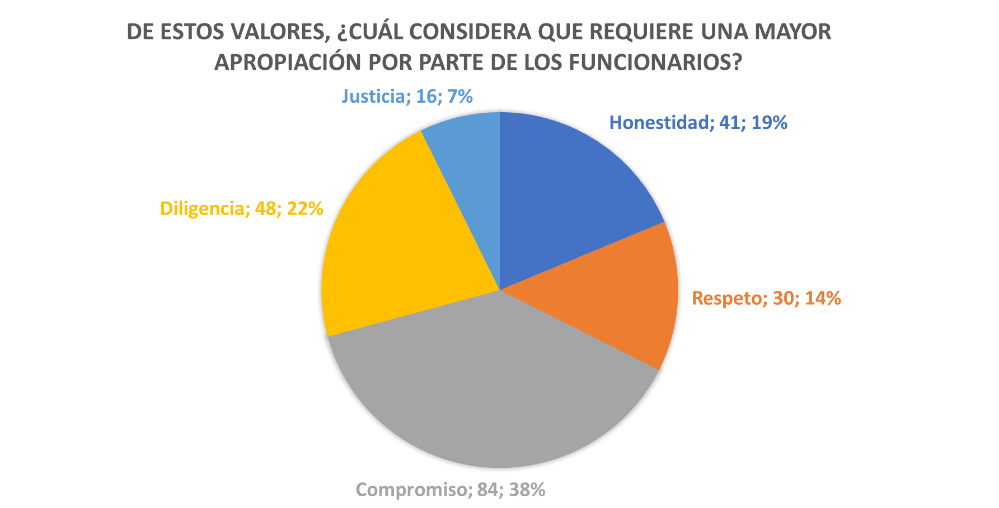 DE ESTOS VALORES, ¿CUÁL CONSIDERA QUE REQUIERE UNA MAYOR
APROPIACIÓN POR PARTE DE LOS FUNCIONARIOS?
Justicia; 16; 7%
Honestidad; 41; 19%
Diligencia; 48; 22%
Respeto; 30; 14%
Compromiso; 84; 38%